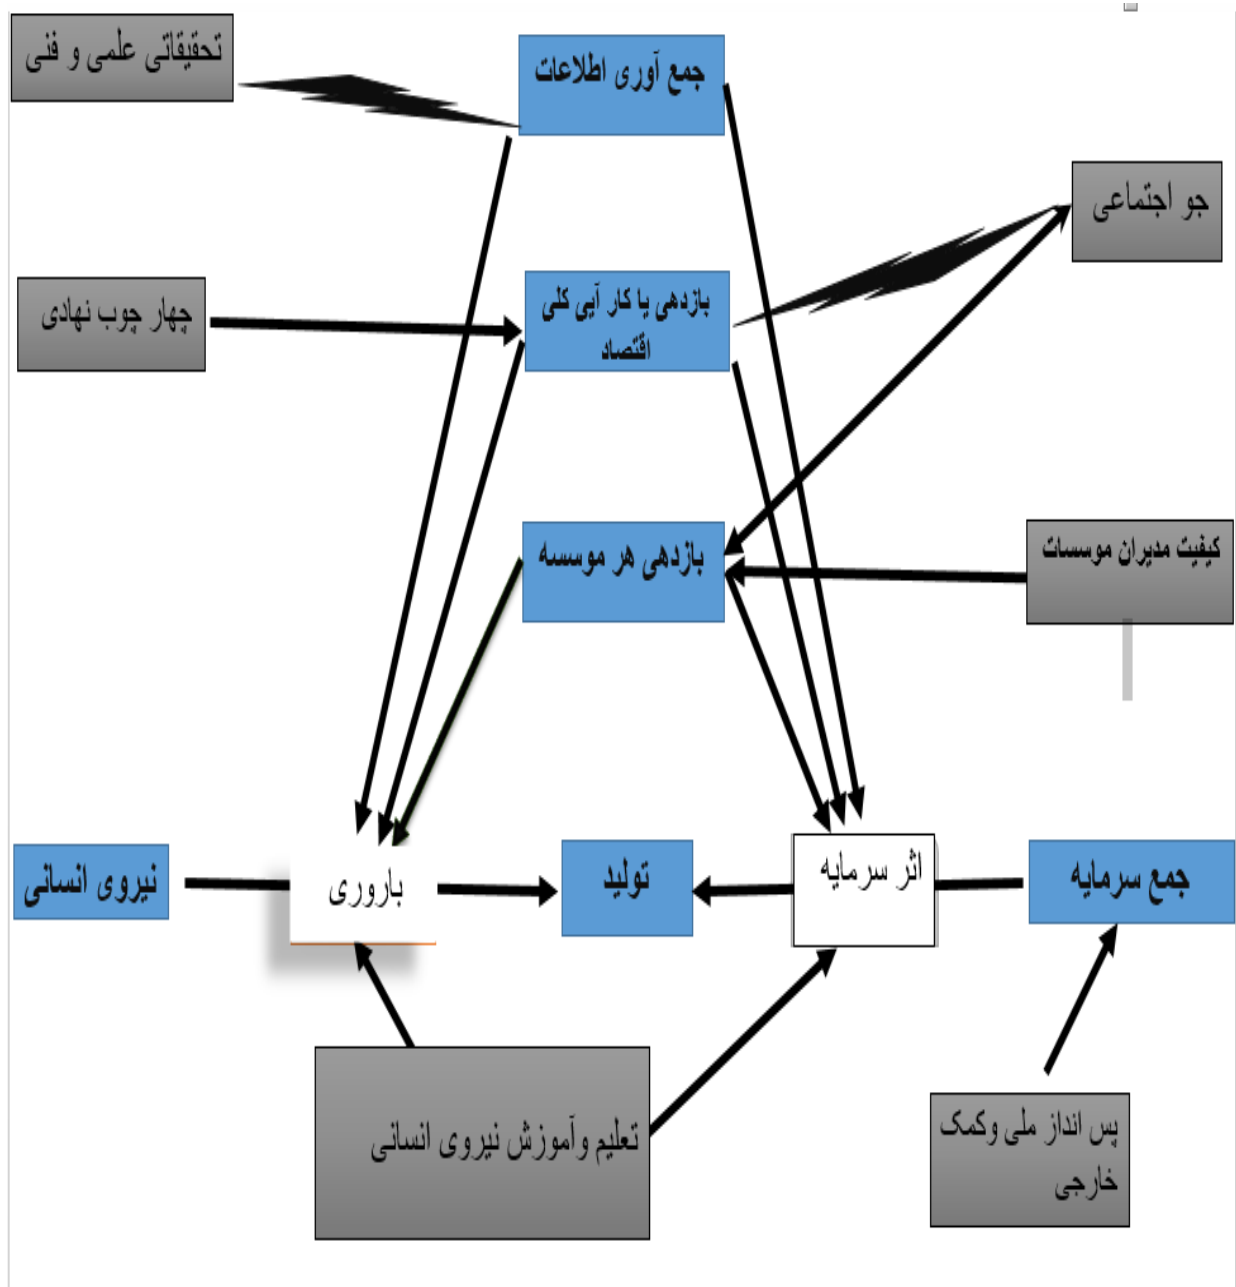 تحقیقاتی علمی و فنی
جمع آوری اطلاعات
جو اجتماعی
چهار چوب نهادی
بازدهی یا کار آیی کلی
اقتصاد
بازدهی هر موسسه
کیفیت مدیران موسسات
نیروی انسانی
باروری
تولید
اثر سرمایه
جمع سرمایه
تعلیم وآموزش نیروی انسانی
پس انداز ملی وکمک
خارجی